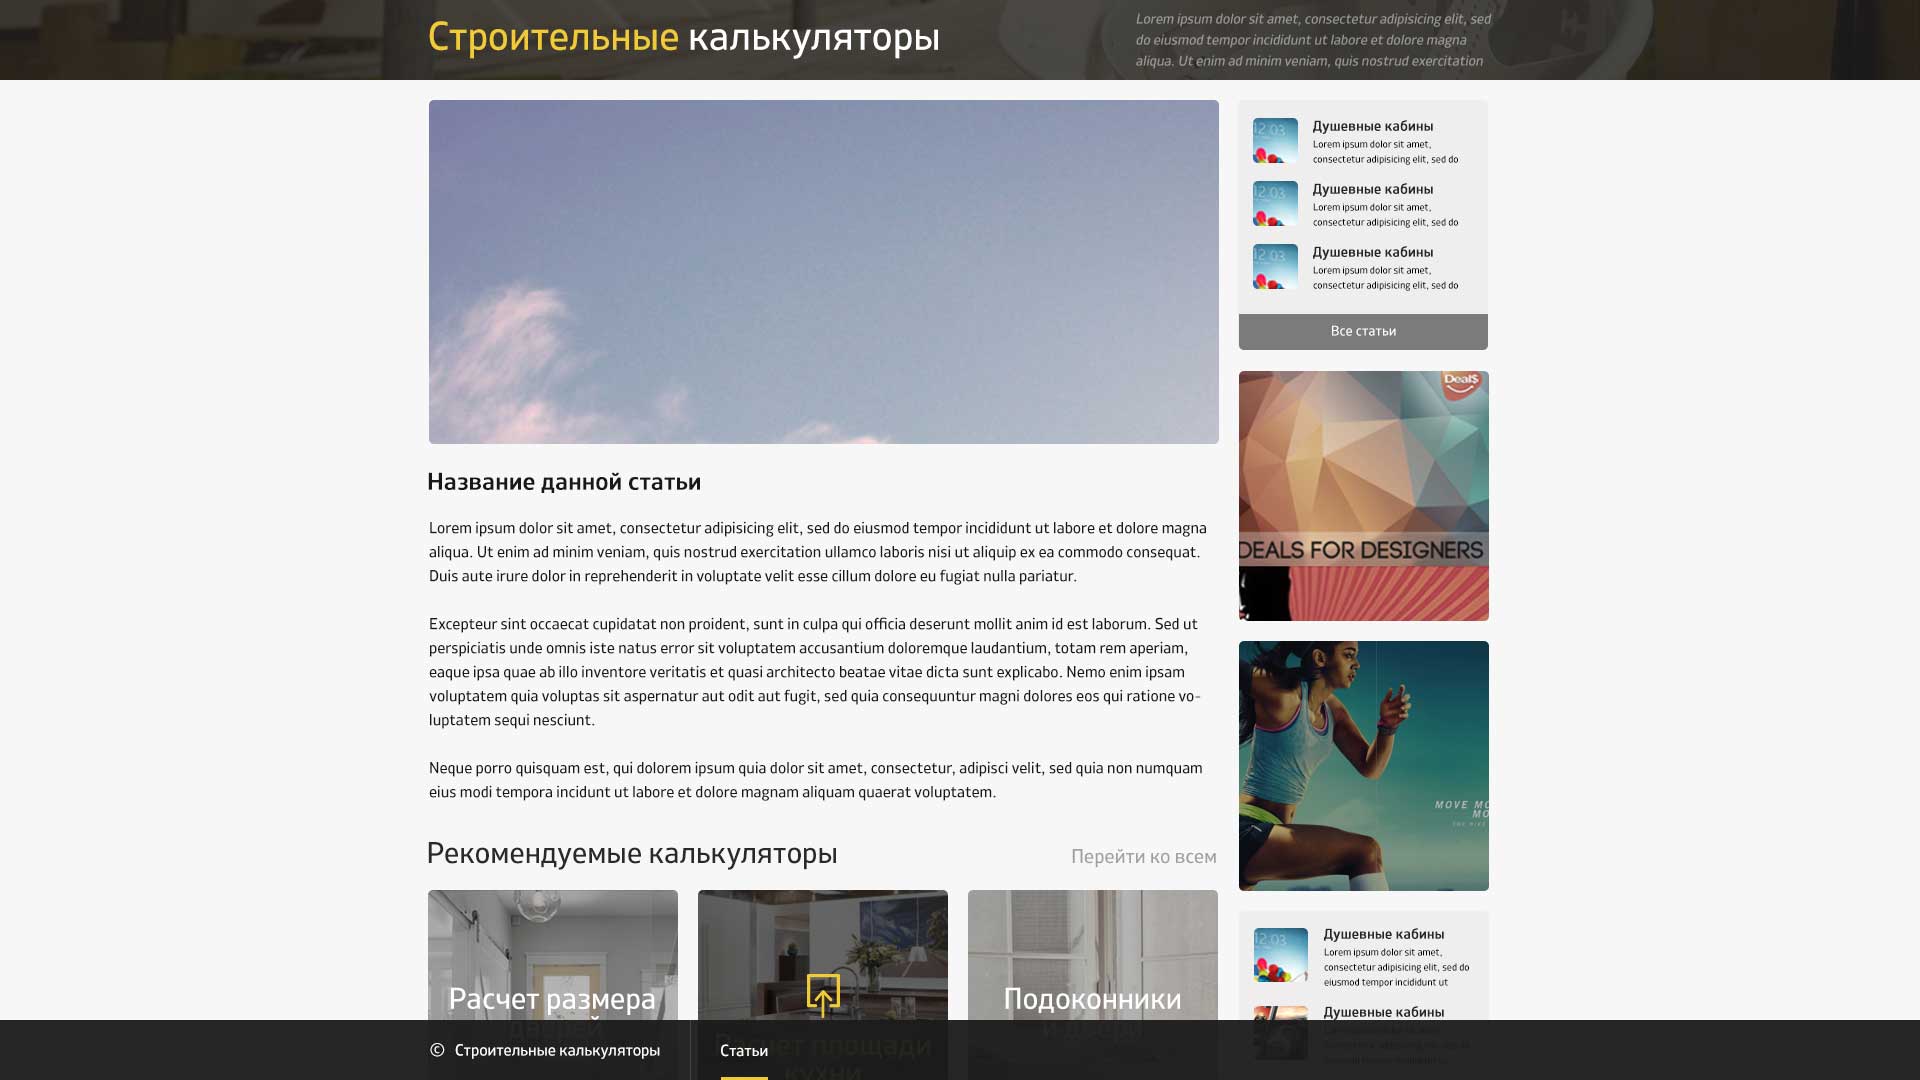 Строительные калькуляторы
Lorem ipsum dolor sit amet, consectetur adipisicing elit, sed
do eiusmod tempor incididunt ut labore et dolore magna
aliqua. Ut enim ad minim veniam, quis nostrud exercitation
Название данной статьи
Lorem ipsum dolor sit amet, consectetur adipisicing elit, sed do eiusmod tempor incididunt ut labore et dolore magna
aliqua. Ut enim ad minim veniam, quis nostrud exercitation ullamco laboris nisi ut aliquip ex ea commodo consequat.
Duis aute irure dolor in reprehenderit in voluptate velit esse cillum dolore eu fugiat nulla pariatur.
Excepteur sint occaecat cupidatat non proident, sunt in culpa qui officia deserunt mollit anim id est laborum. Sed ut
perspiciatis unde omnis iste natus error sit voluptatem accusantium doloremque laudantium, totam rem aperiam,
eaque ipsa quae ab illo inventore veritatis et quasi architecto beatae vitae dicta sunt explicabo. Nemo enim ipsam
voluptatem quia voluptas sit aspernatur aut odit aut fugit, sed quia consequuntur magni dolores eos qui ratione vo-
luptatem sequi nesciunt.
Neque porro quisquam est, qui dolorem ipsum quia dolor sit amet, consectetur, adipisci velit, sed quia non numquam
eius modi tempora incidunt ut labore et dolore magnam aliquam quaerat voluptatem.
Рекомендуемые калькуляторы
Перейти ко всем
Расчет размера
Расчет площади
кухни
Подоконники
12:03
Душевные кабины
Lorem ipsum dolor sit amet,
consectetur adipisicing elit, sed do
12:03
Душевные кабины
Lorem ipsum dolor sit amet,
consectetur adipisicing elit, sed do
12:03
Душевные кабины
Lorem ipsum dolor sit amet,
consectetur adipisicing elit, sed do
Все статьи
Deal$
DEALS FOR DESIGNERS
MOVE MO
MO
12:03
Душевные кабины
Lorem ipsum dolor sit amet,
consectetur adipisicing elit, sed do
eiusmod tempor incididunt ut
Душевные кабины
© Строительные калькуляторы
Статьи